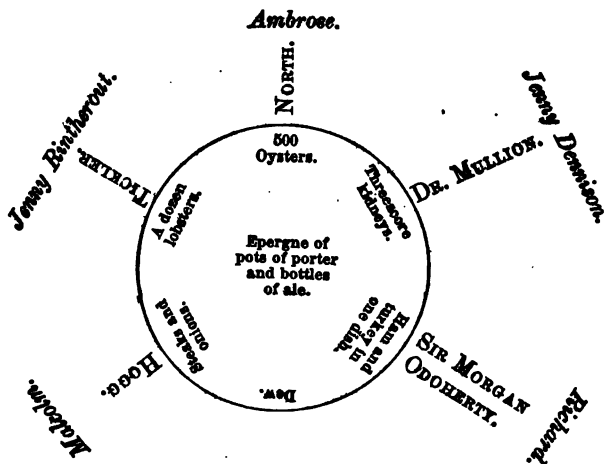 Ambrose.
NORTH.
Jenny Rintherout.
TICKLER.
Jenny Dennison.
DR. MULLION.
500
Oysters.
A dozen
lobsters.
Threescore
kidneys.
Epergne of
pots of porter
and bottles
of ale.
Steaks and
onions.
Ham and
turkey in
one dish.
Dew.
HOGG.
Malcolm.
SIR MORGAN
ODOHERTY.
Richard.